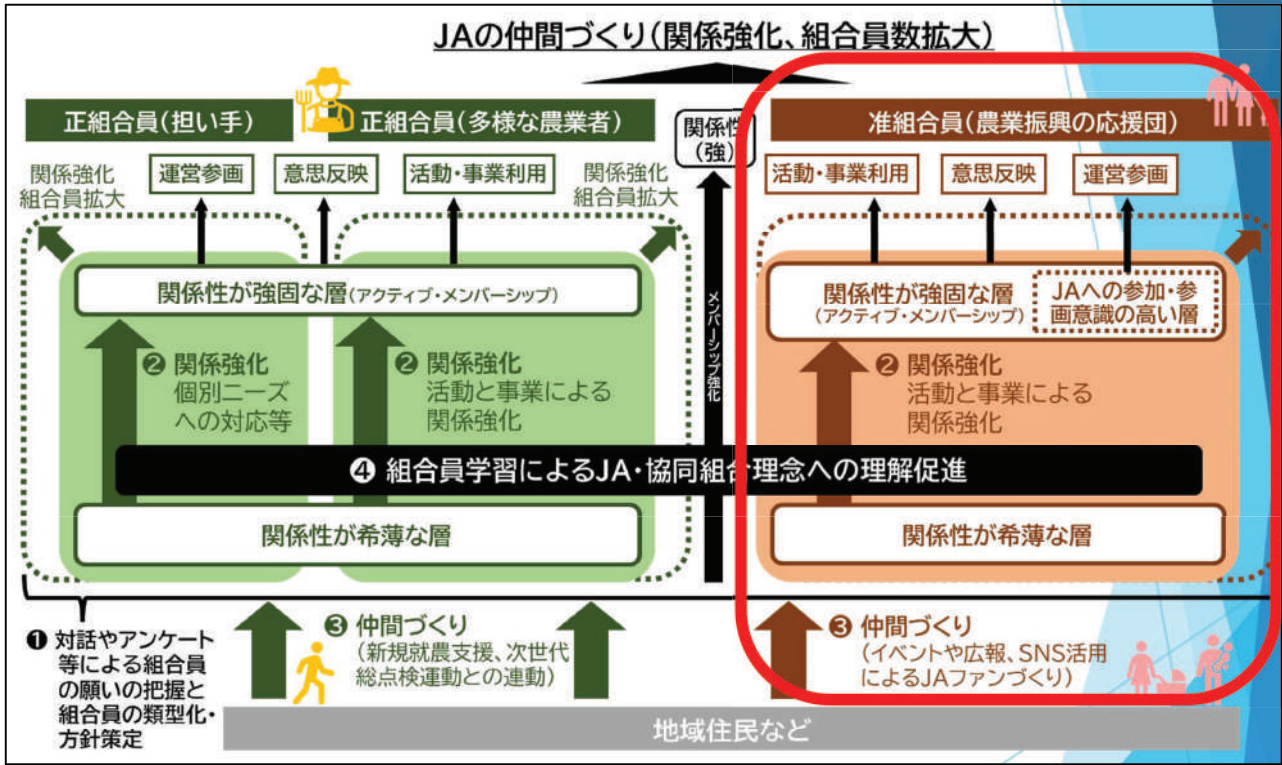 JAの仲間づくり(関係強化、組合員数拡大)
正組合員(担い手)
正組合員(多様な農業者)
関係性
(強)
准組合員(農業振興の応援団)
関係強化
組合員拡大
運営参画
意思反映
活動・事業利用
関係強化
組合員拡大
活動・事業利用
意思反映
運営参画
関係性が強固な層(アクティブ・メンバーシップ)
関係性が強固な層
(アクティブ・メンバーシップ)
JAへの参加・参
画意識の高い層
メンバーシップ強化
❷ 関係強化
個別ニーズ
への対応等
❷ 関係強化
活動と事業による
関係強化
❷ 関係強化
活動と事業による
関係強化
❹ 組合員学習によるJA・協同組合理念への理解促進
関係性が希薄な層
関係性が希薄な層
❶ 対話やアンケート
等による組合員
の願いの把握と
組合員の類型化・
方針策定
❸ 仲間づくり
(新規就農支援、次世代
総点検運動との連動)
❸ 仲間づくり
(イベントや広報、SNS活用
によるJAファンづくり)
地域住民など